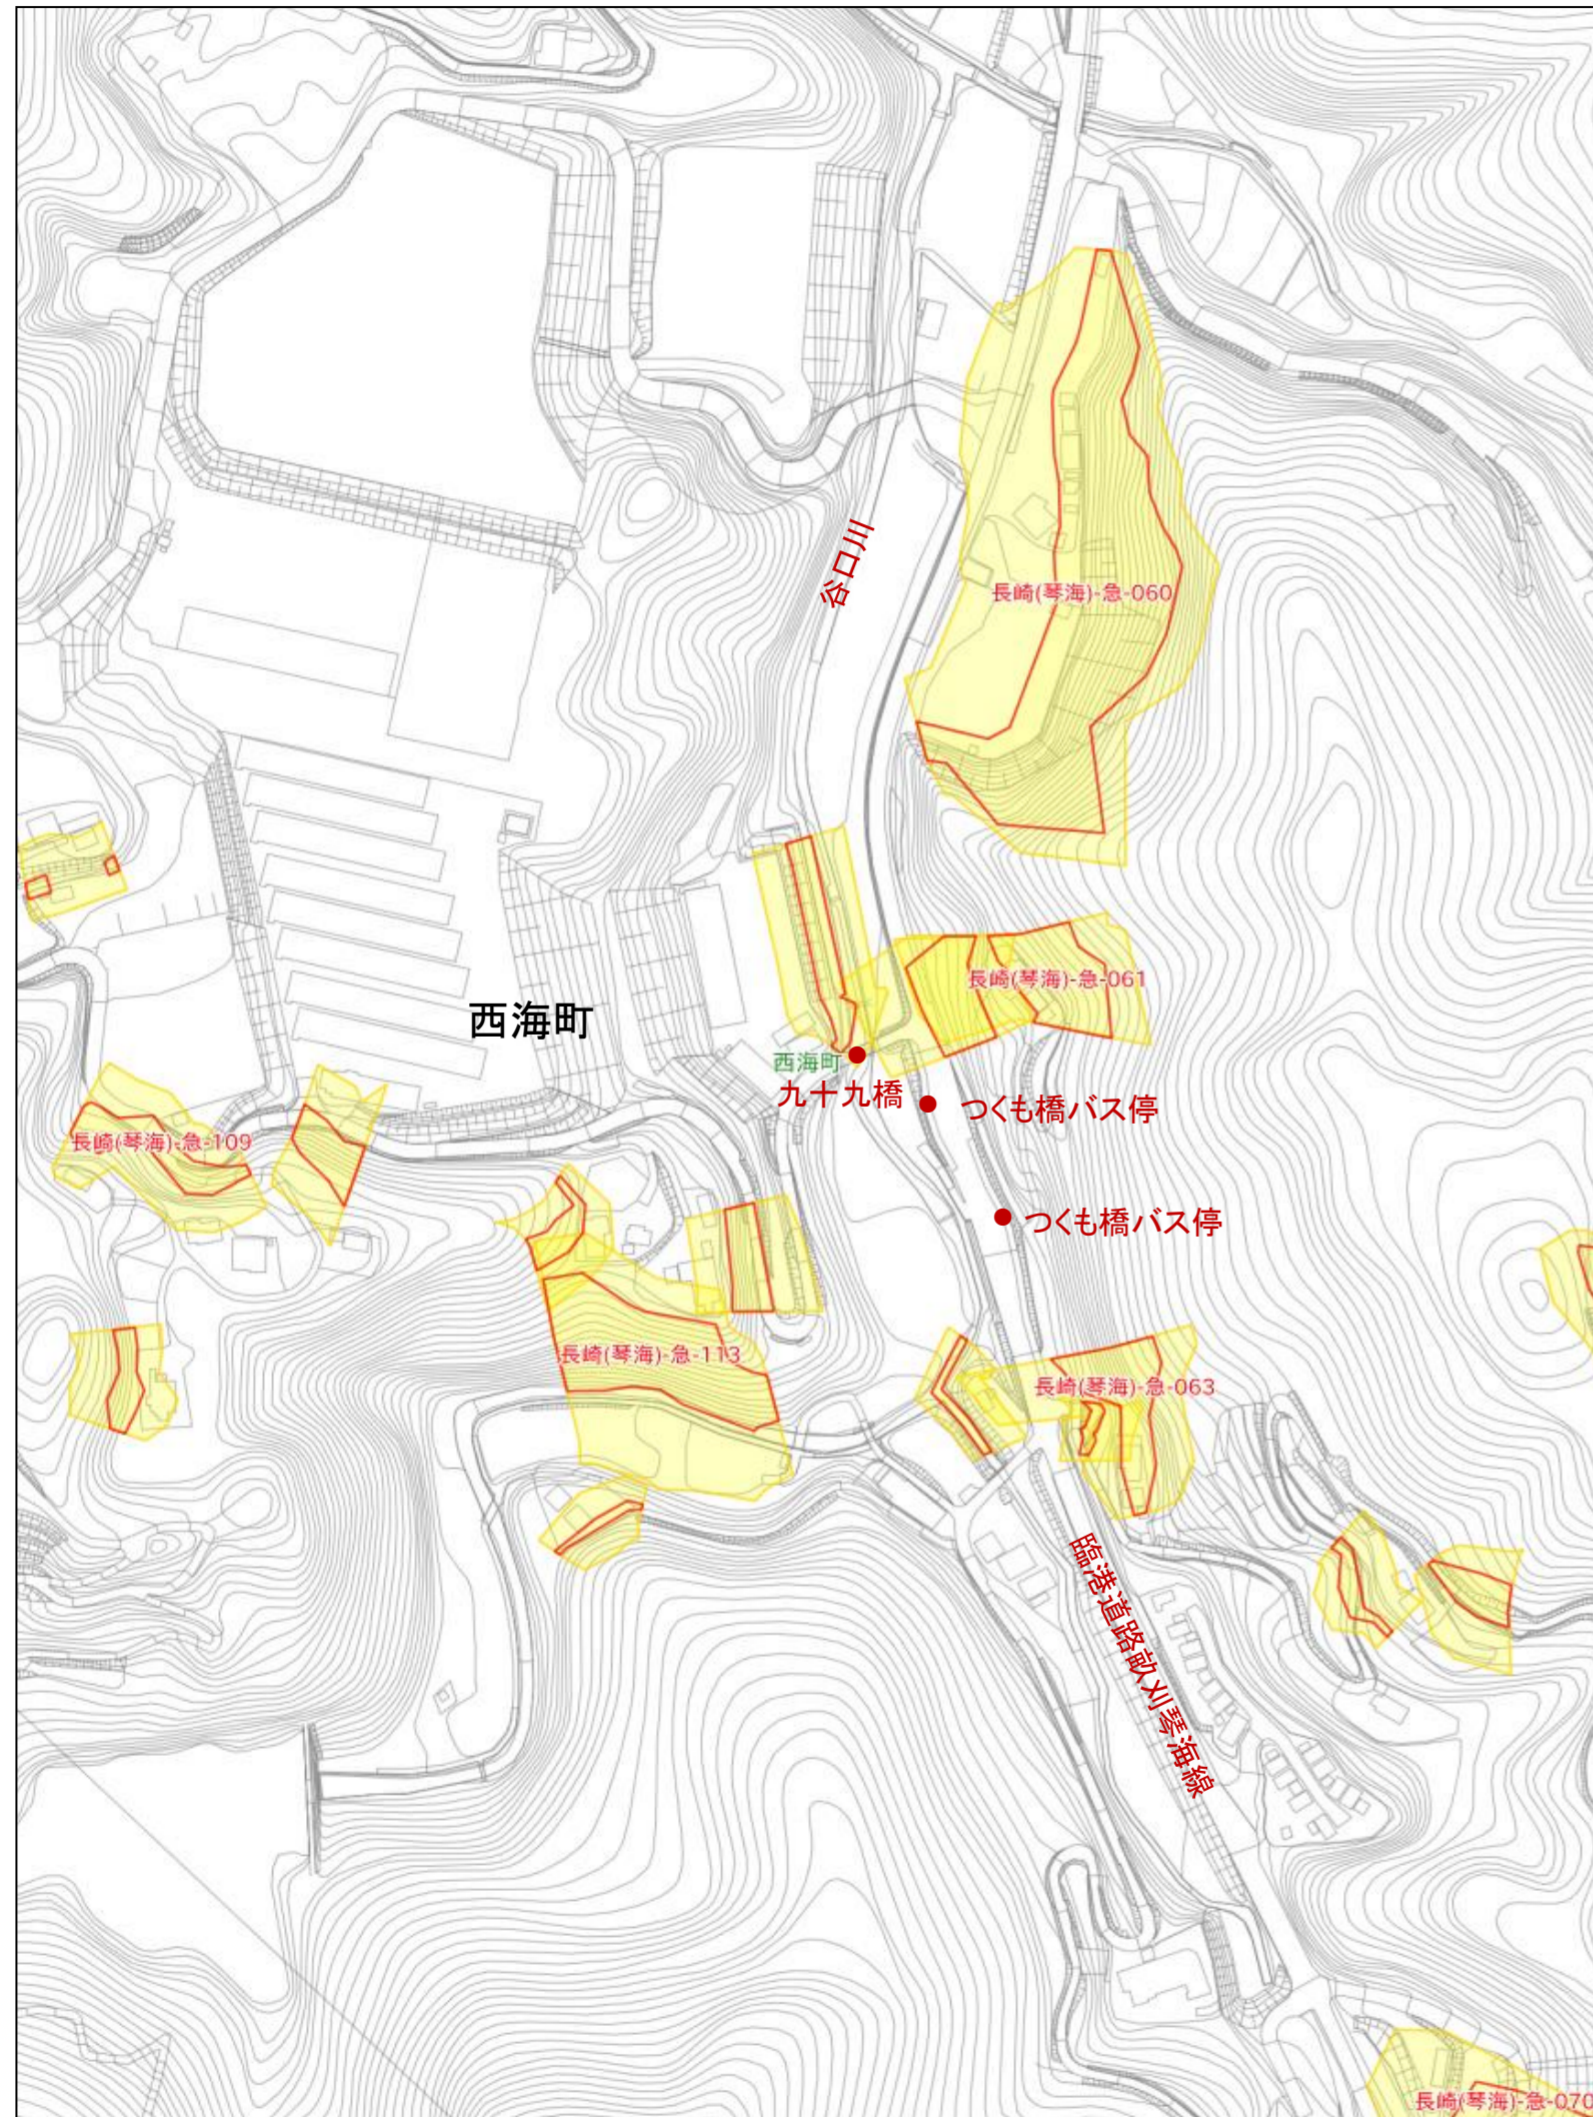 谷口川
長崎(琴海)-急-060
長崎(琴海)-急-061
西海町
西海町
九十九橋
つくも橋バス停
長崎(琴海)-急-109
つくも橋バス停
長崎(琴海)-急-113
長崎(琴海)-急-063
臨港道路畝刈琴海線
長崎(琴海)-急-070